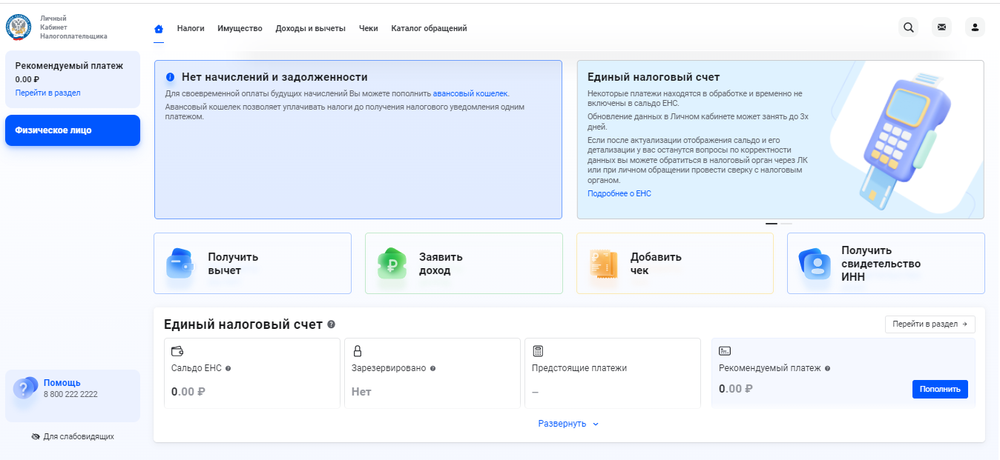 Личный
Кабинет
Налогоплательщика
Налоги
Имущество
Доходы и вычеты
Чеки
Каталог обращений
Рекомендуемый платеж
0.00 ₽
Перейти в раздел
Физическое лицо
Нет начислений и задолженности
Для своевременной оплаты будущих начислений Вы можете пополнить авансовый кошелек.
Авансовый кошелек позволяет уплачивать налоги до получения налогового уведомления одним
платежом.
Единый налоговый счет
Некоторые платежи находятся в обработке и временно не
включены в сальдо ЕНС.
Обновление данных в Личном кабинете может занять до 3х
дней.
Если после актуализации отображения сальдо и его
детализации у вас останутся вопросы по корректности
данных вы можете обратиться в налоговый орган через ЛК
или при личном обращении провести сверку с налоговым
органом.
Подробнее о ЕНС
Получить
вычет
Заявить
доход
Добавить
чек
Получить
свидетельство
ИНН
Единый налоговый счет
Перейти в раздел
Сальдо ЕНС
0.00 ₽
Зарезервировано
Нет
Предстоящие платежи
–
Рекомендуемый платеж
0.00 ₽
Пополнить
Развернуть
Помощь
8 800 222 2222
Для слабовидящих